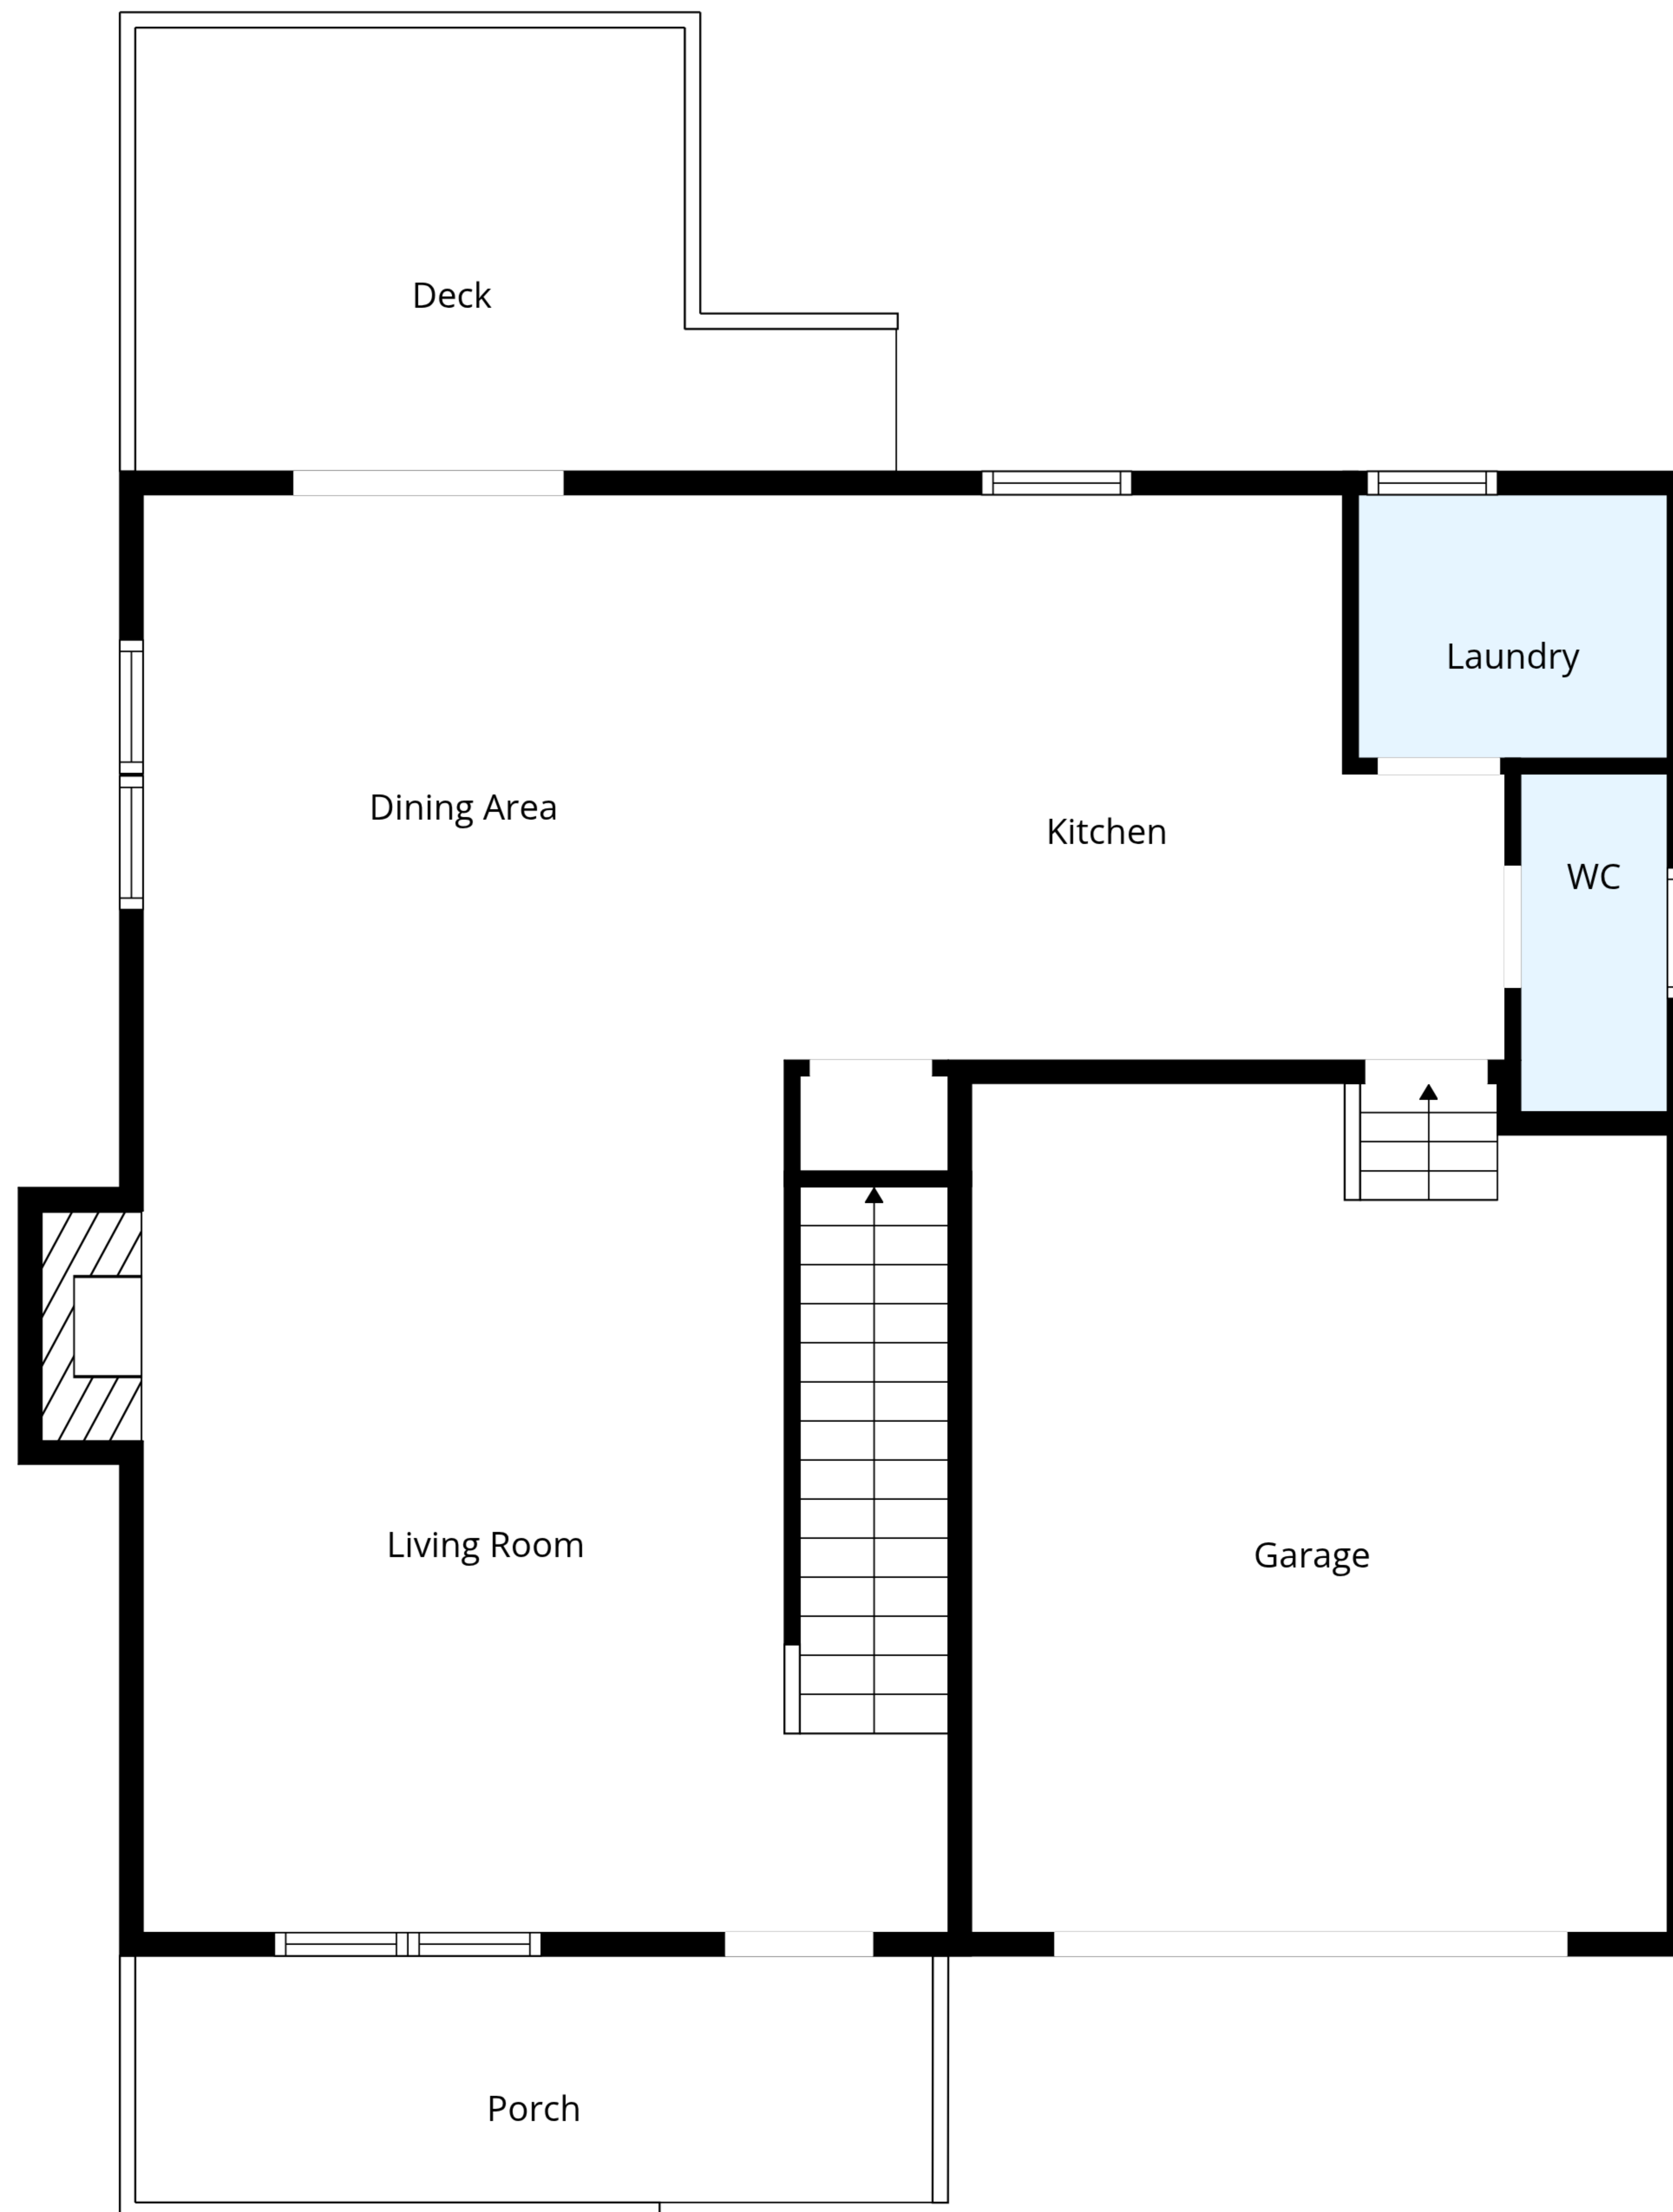 Deck
Laundry
Dining Area
Kitchen
WC
Living Room
Garage
Porch